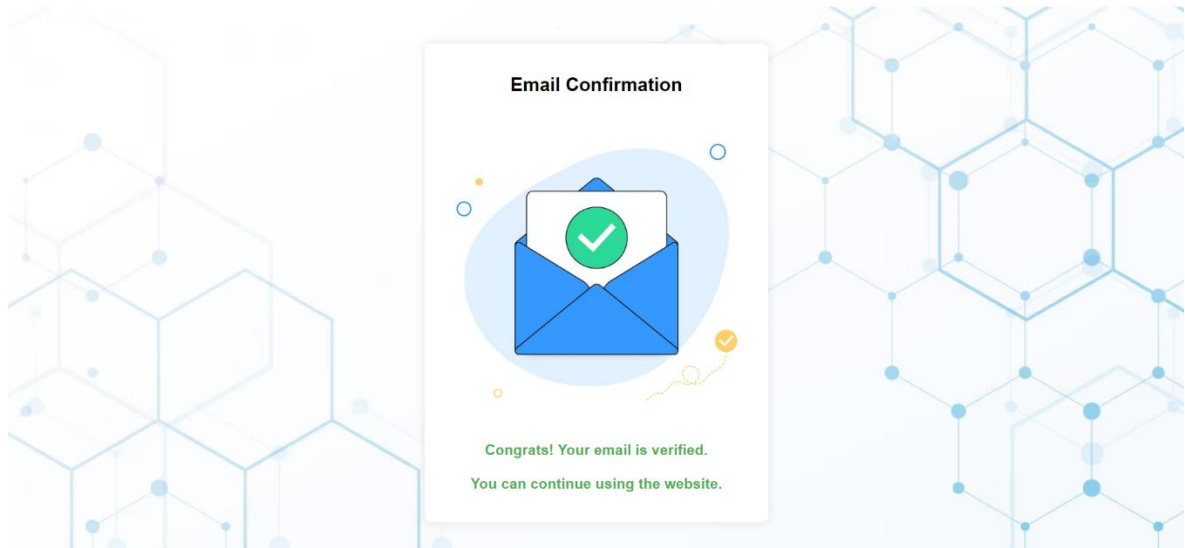 Email Confirmation
Congrats! Your email is verified.
You can continue using the website.